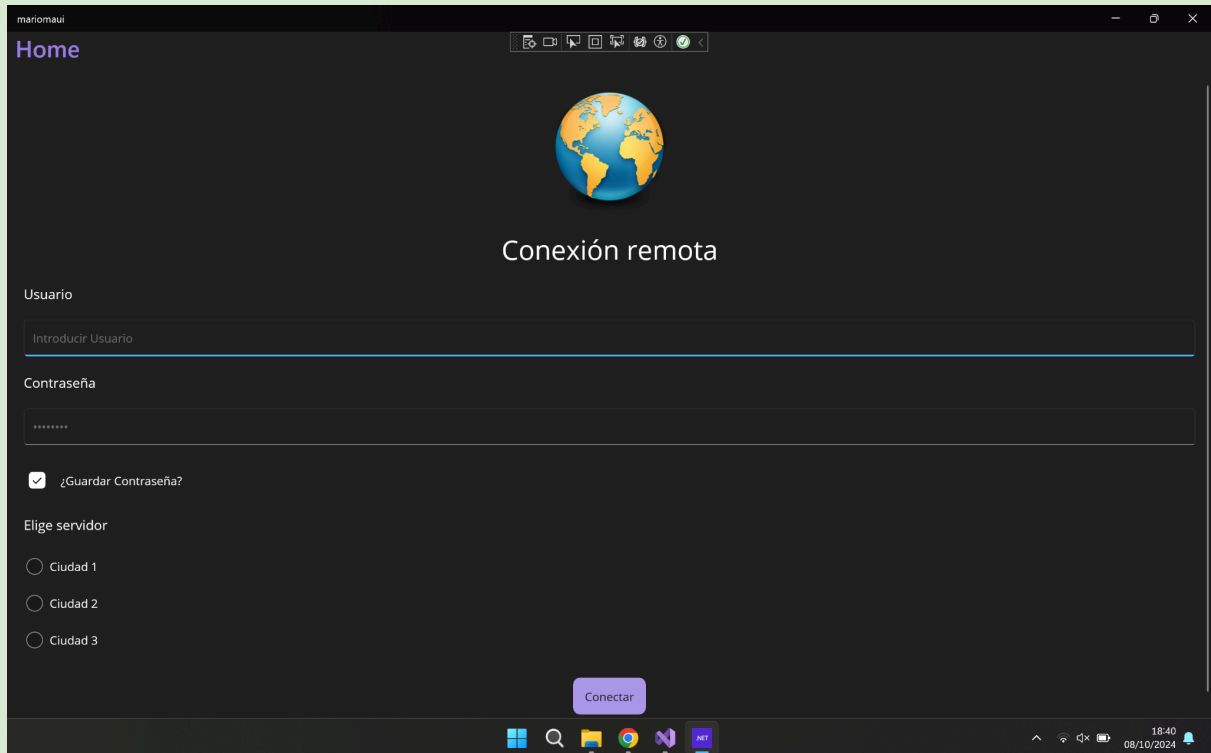 mariomaui
Home
Conexión remota
Usuario
Introducir Usuario
Contraseña
••••••••
¿Guardar Contraseña?
Elige servidor
Ciudad 1
Ciudad 2
Ciudad 3
Conectar
.NET
18:40
08/10/2024